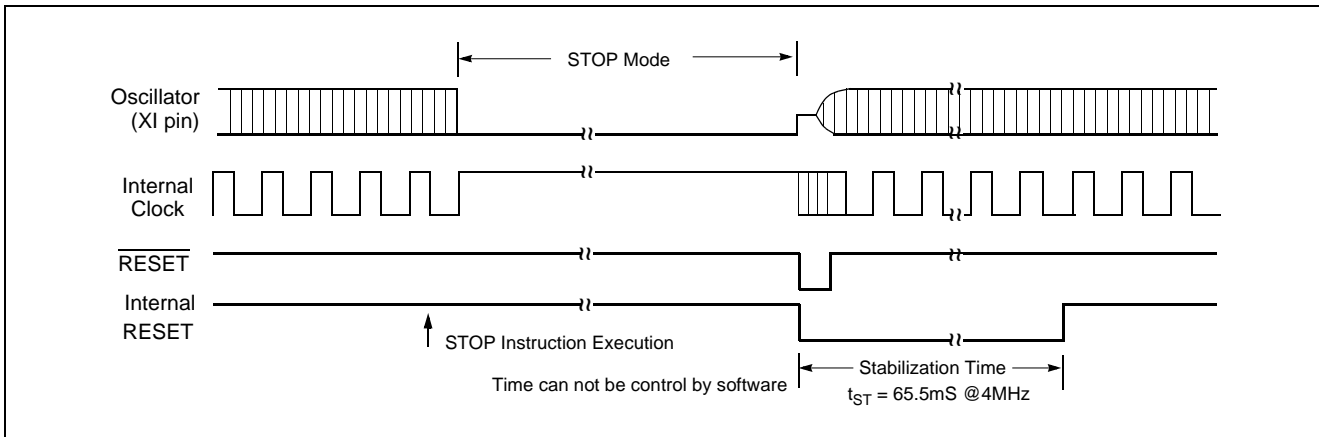 STOP Mode
Oscillator
(XI pin)
Internal
Clock
RESET
Internal
RESET
STOP Instruction Execution
Time can not be control by software
Stabilization Time
tST = 65.5mS @4MHz